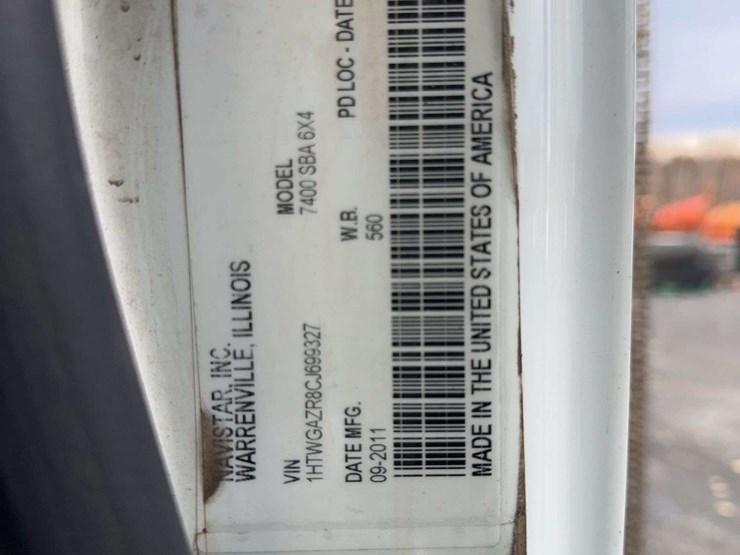 NAVISTAR, INC.
WARRENVILLE, ILLINOIS
VIN MODEL
1HTWGAZR8CJ699327 7400 SBA 6X4
DATE MFG. W.B. PD LOC - DATE
09-2011 560
MADE IN THE UNITED STATES OF AMERICA